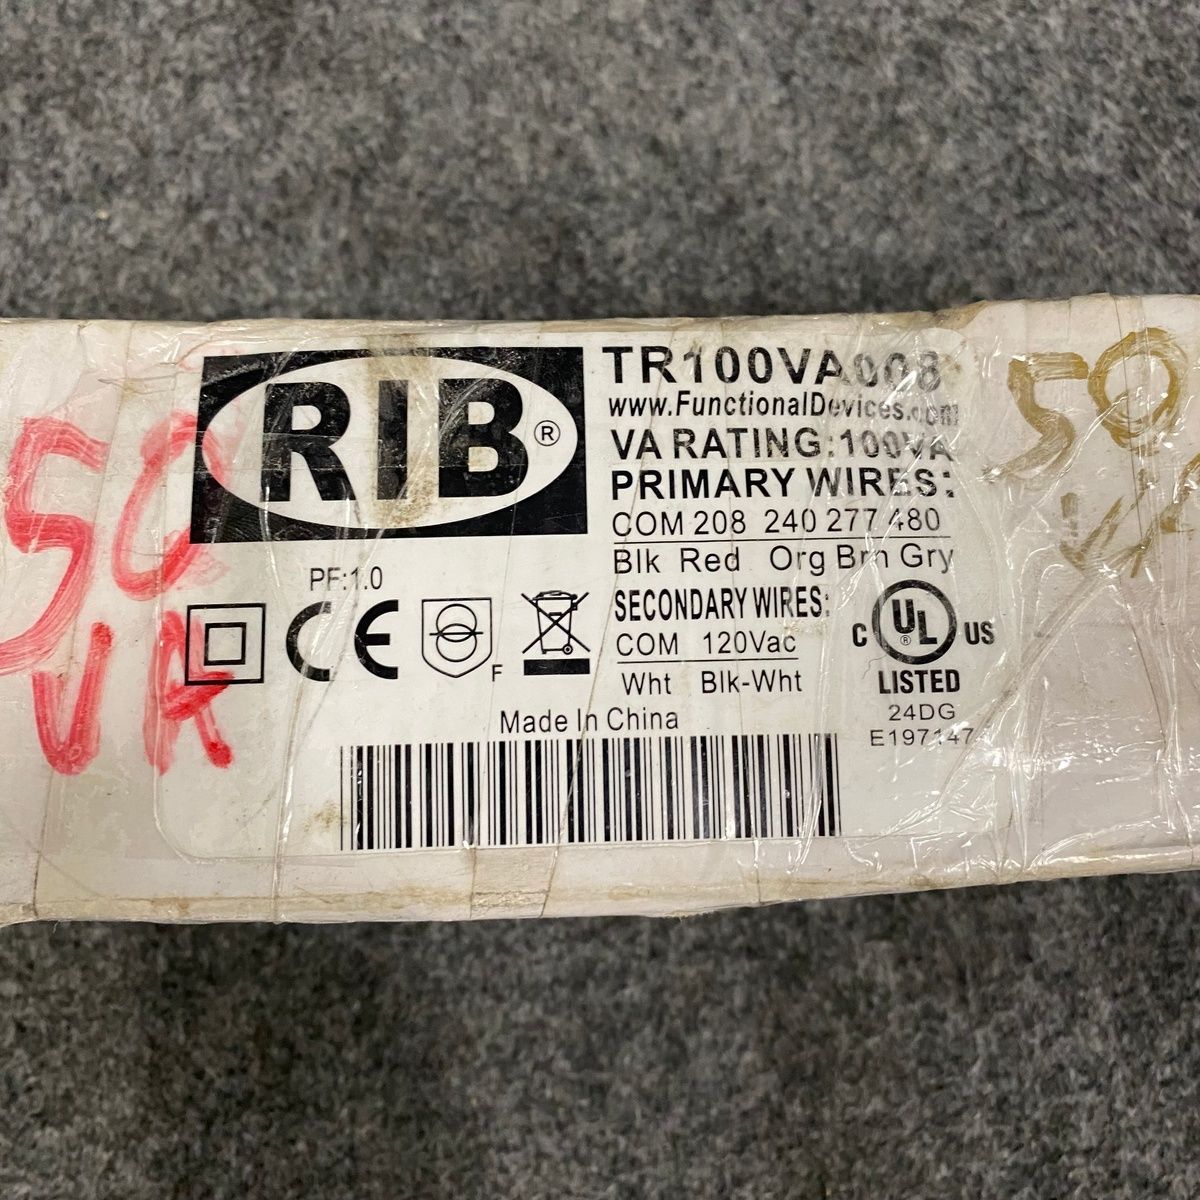 RIB®
TR100VA008
www.FunctionalDevices.com
VA RATING:100VA
PRIMARY WIRES:
COM 208 240 277 480
Blk Red Org Brn Gry
PF:1.0
SECONDARY WIRES:
COM 120Vac
Wht Blk-Wht
CE
F
C UL® US
LISTED
24DG
E197147
Made In China
50
VA
50
VA